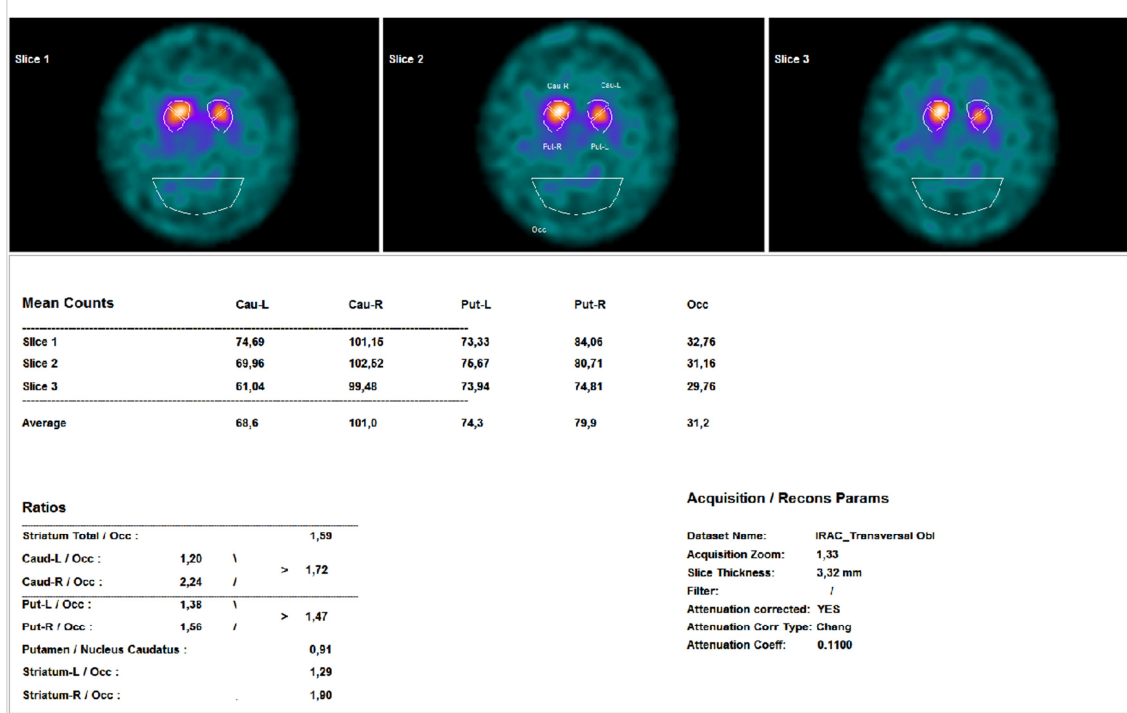 Slice 1
Slice 2
Slice 3
Cau-R Cau-L
Put-R Put-L
Occ
Mean Counts Cau-L Cau-R Put-L Put-R Occ
Slice 1 74,69 101,15 73,33 84,06 32,76
Slice 2 69,96 102,52 75,67 80,71 31,16
Slice 3 61,04 99,48 73,94 74,81 29,76
Average 68,6 101,0 74,3 79,9 31,2
Ratios
Striatum Total / Occ : 1,59
Caud-L / Occ : 1,20 \
> 1,72
Caud-R / Occ : 2,24 /
Put-L / Occ : 1,38 \
> 1,47
Put-R / Occ : 1,56 /
Putamen / Nucleus Caudatus : 0,91
Striatum-L / Occ : 1,29
Striatum-R / Occ : 1,90
Acquisition / Recons Params
Dataset Name: IRAC_Transversal Obl
Acquisition Zoom: 1,33
Slice Thickness: 3,32 mm
Filter: /
Attenuation corrected: YES
Attenuation Corr Type: Chang
Attenuation Coeff: 0.1100